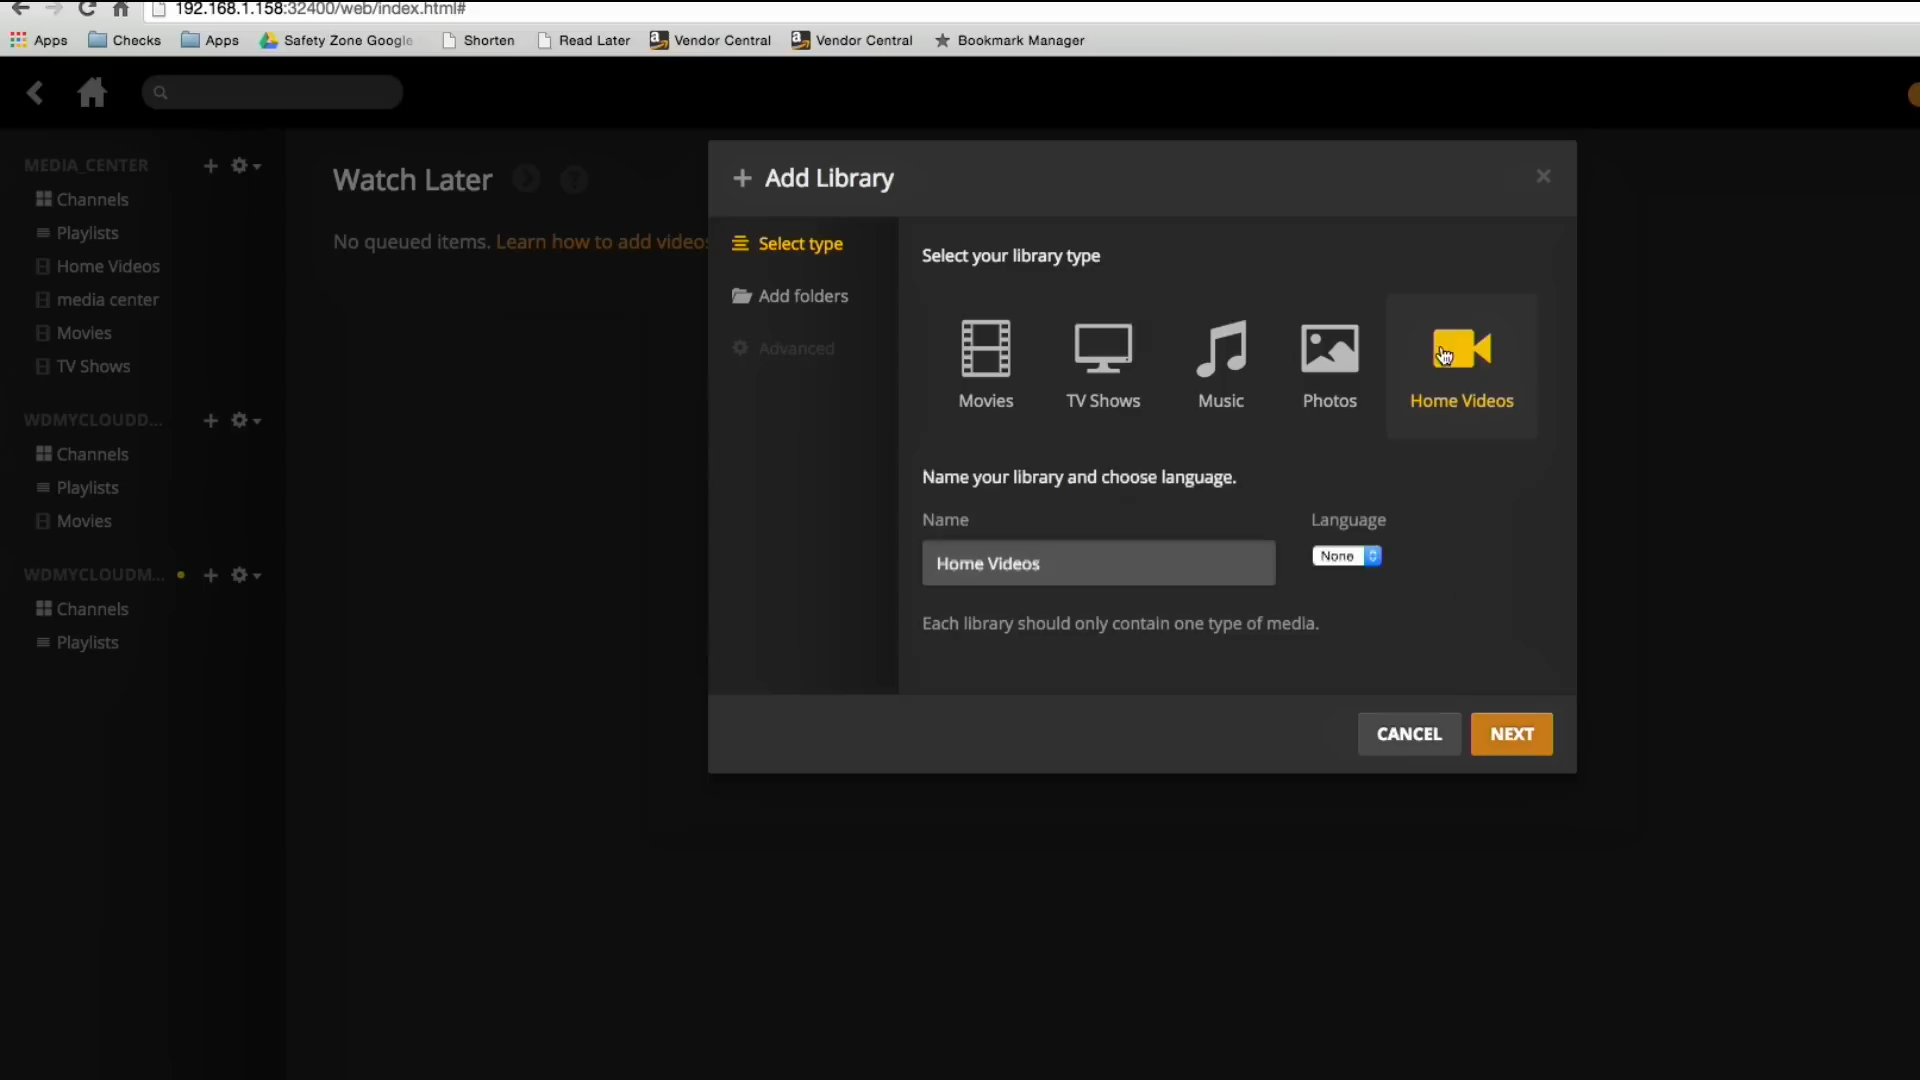 192.168.1.158:32400/web/index.html#
Apps Checks Apps Safety Zone Google Shorten Read Later Vendor Central Vendor Central Bookmark Manager
MEDIA_CENTER
Channels
Playlists
Home Videos
media center
Movies
TV Shows
WDMYCLOUDD...
Channels
Playlists
Movies
WDMYCLOUDM...
Channels
Playlists
Watch Later
No queued items. Learn how to add videos
Add Library
Select type
Add folders
Advanced
Select your library type
Movies TV Shows Music Photos Home Videos
Name your library and choose language.
Name Language
Home Videos None
Each library should only contain one type of media.
CANCEL NEXT